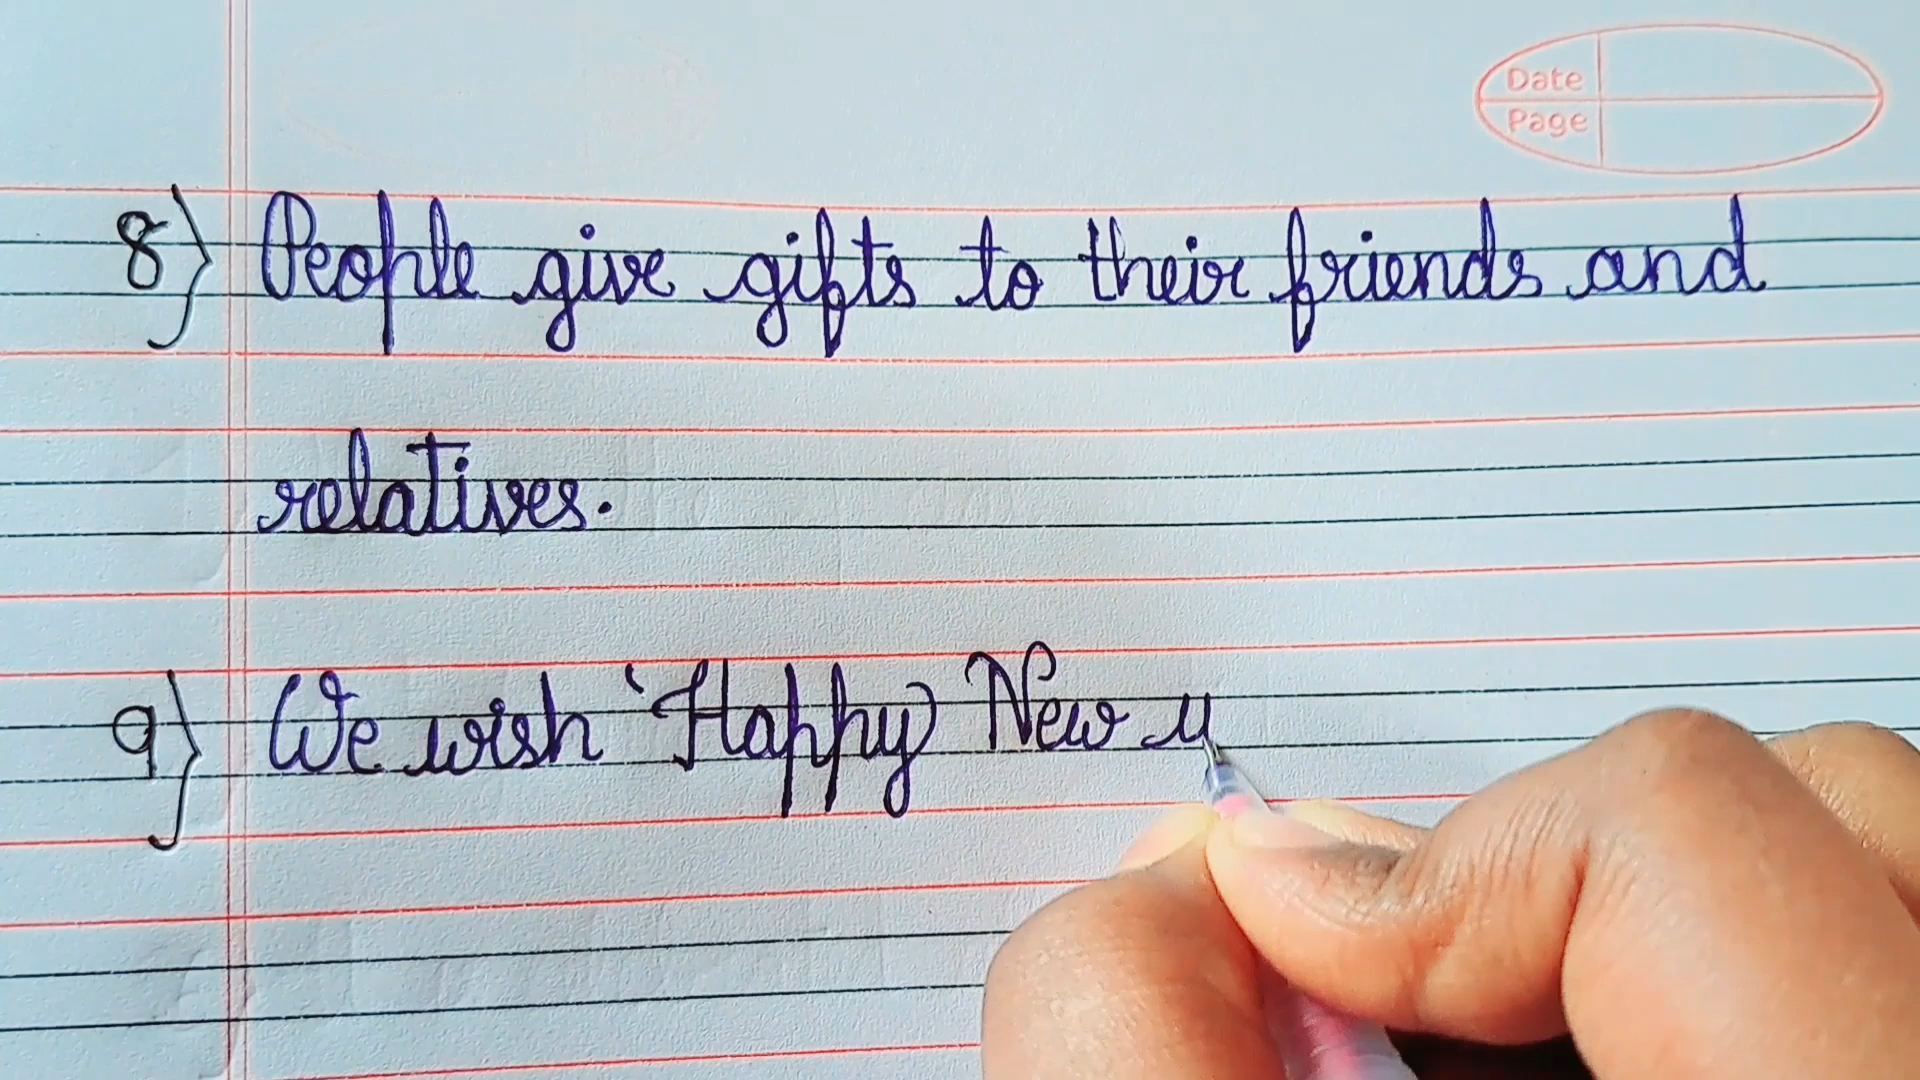 Date
Page
8) People give gifts to their friends and
relatives.
9) We wish 'Happy New y